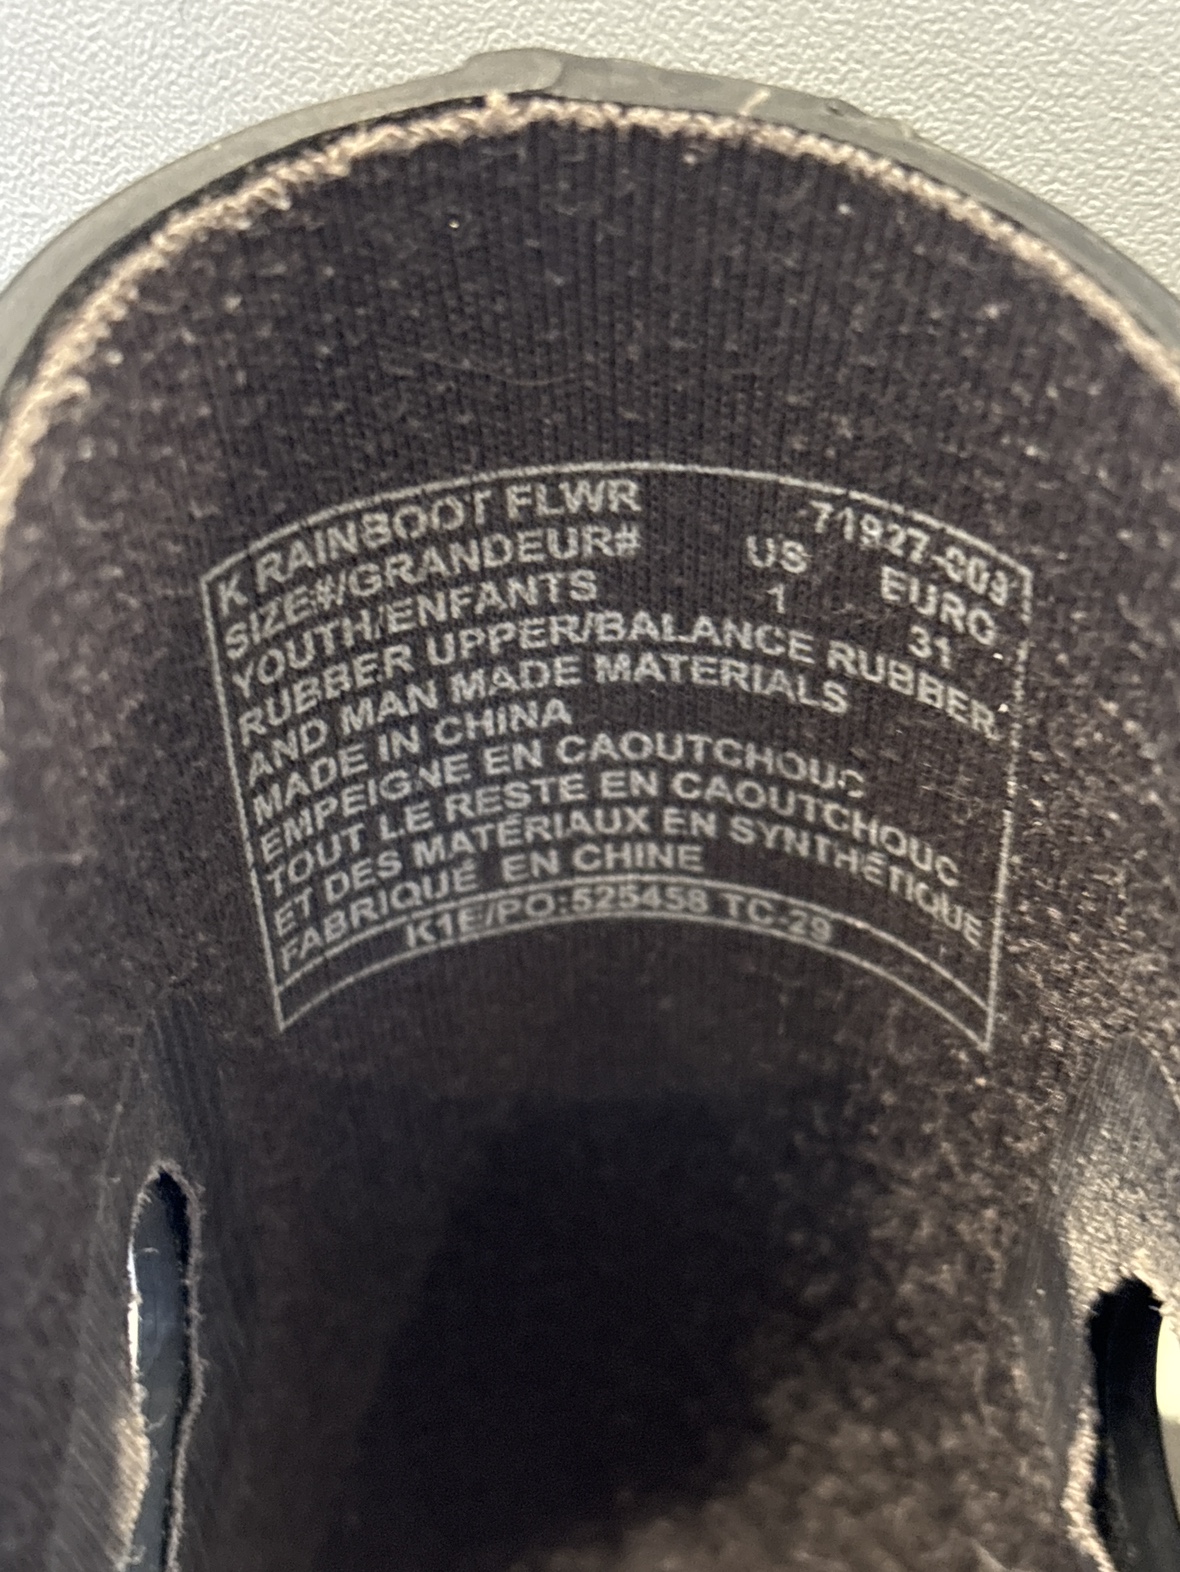 K RAINBOOT FLWR 71927-003
SIZE#/GRANDEUR# US EURO
YOUTH/ENFANTS 1 31
RUBBER UPPER/BALANCE RUBBER
AND MAN MADE MATERIALS
MADE IN CHINA
EMPEIGNE EN CAOUTCHOUC
TOUT LE RESTE EN CAOUTCHOUC
ET DES MATÉRIAUX EN SYNTHÉTIQUE
FABRIQUÉ EN CHINE
K1E/PO:525458 TC-29